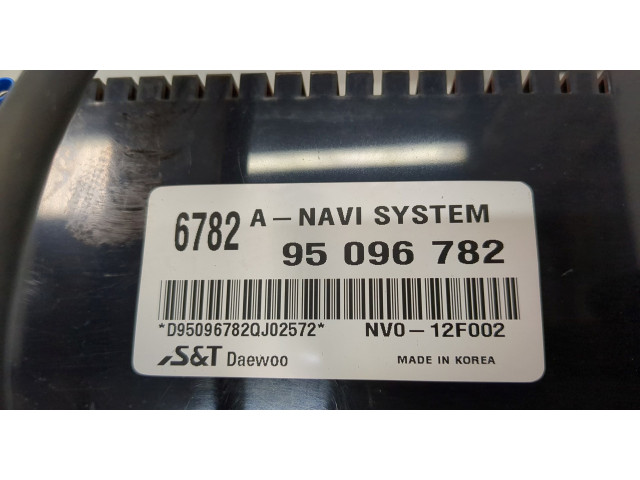 6782 A-NAVI SYSTEM
95 096 782
*D95096782QJ02572* NV0-12F002
S&T Daewoo MADE IN KOREA